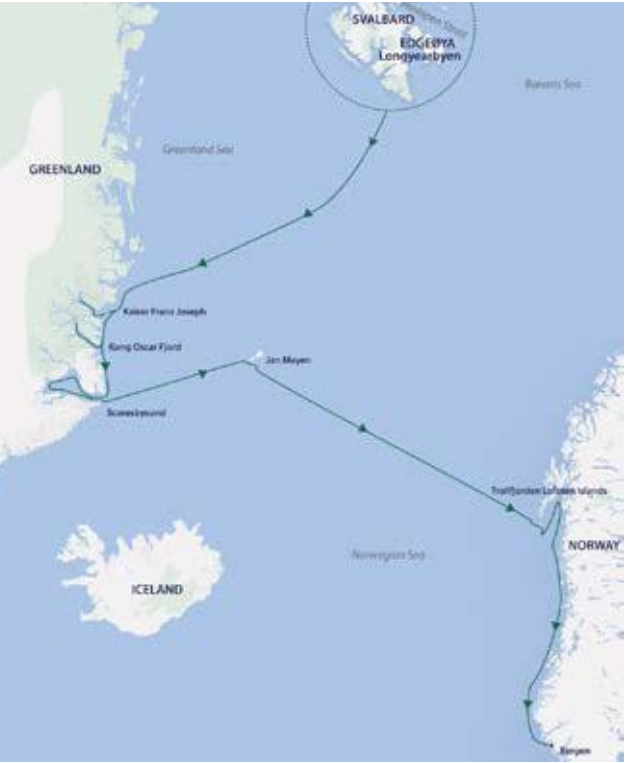 SVALBARD
EDGEØYA
Longyearbyen
Barents Sea
Greenland Sea
GREENLAND
Kaiser Franz Joseph
Kong Oscar Fjord
Jan Mayen
Scoresbysund
Trollfjorden Lofoten Islands
NORWAY
Norwegian Sea
ICELAND
Bergen